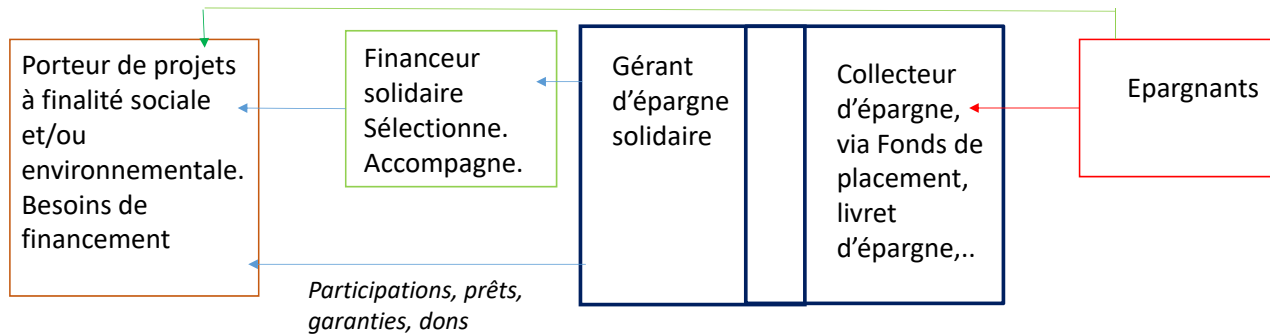 Porteur de projets
à finalité sociale
et/ou
environnementale.
Besoins de
financement
Financeur
solidaire
Sélectionne.
Accompagne.
Participations, prêts,
garanties, dons
Gérant
d’épargne
solidaire
Collecteur
d’épargne,
via Fonds de
placement,
livret
d’épargne,..
Epargnants